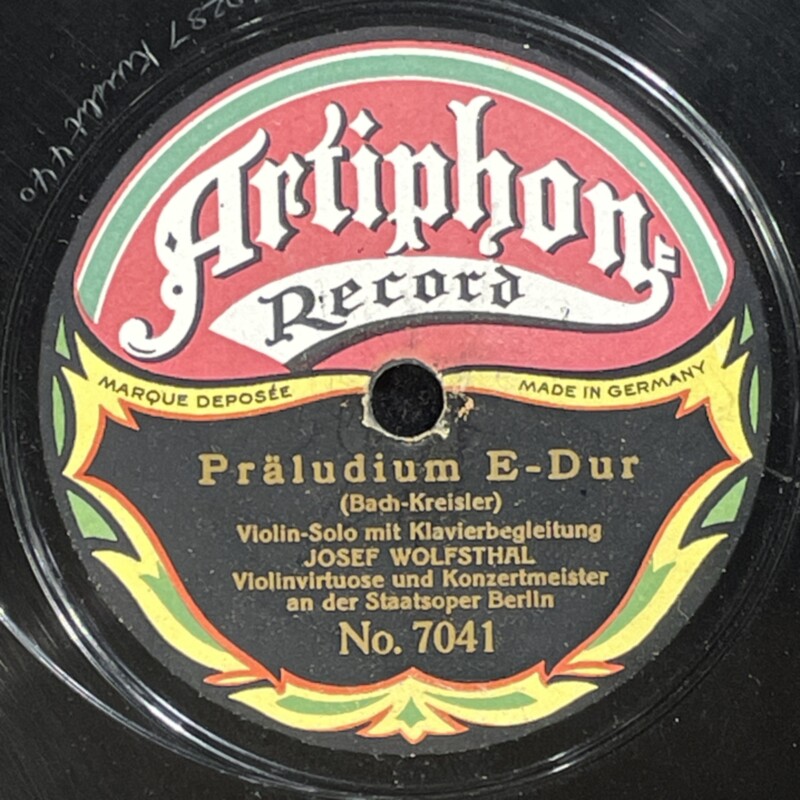 Artiphon
Record
MARQUE DEPOSÉE
MADE IN GERMANY
Präludium E-Dur
(Bach-Kreisler)
Violin-Solo mit Klavierbegleitung
JOSEF WOLFSTHAL
Violinvirtuose und Konzertmeister
an der Staatsoper Berlin
No. 7041